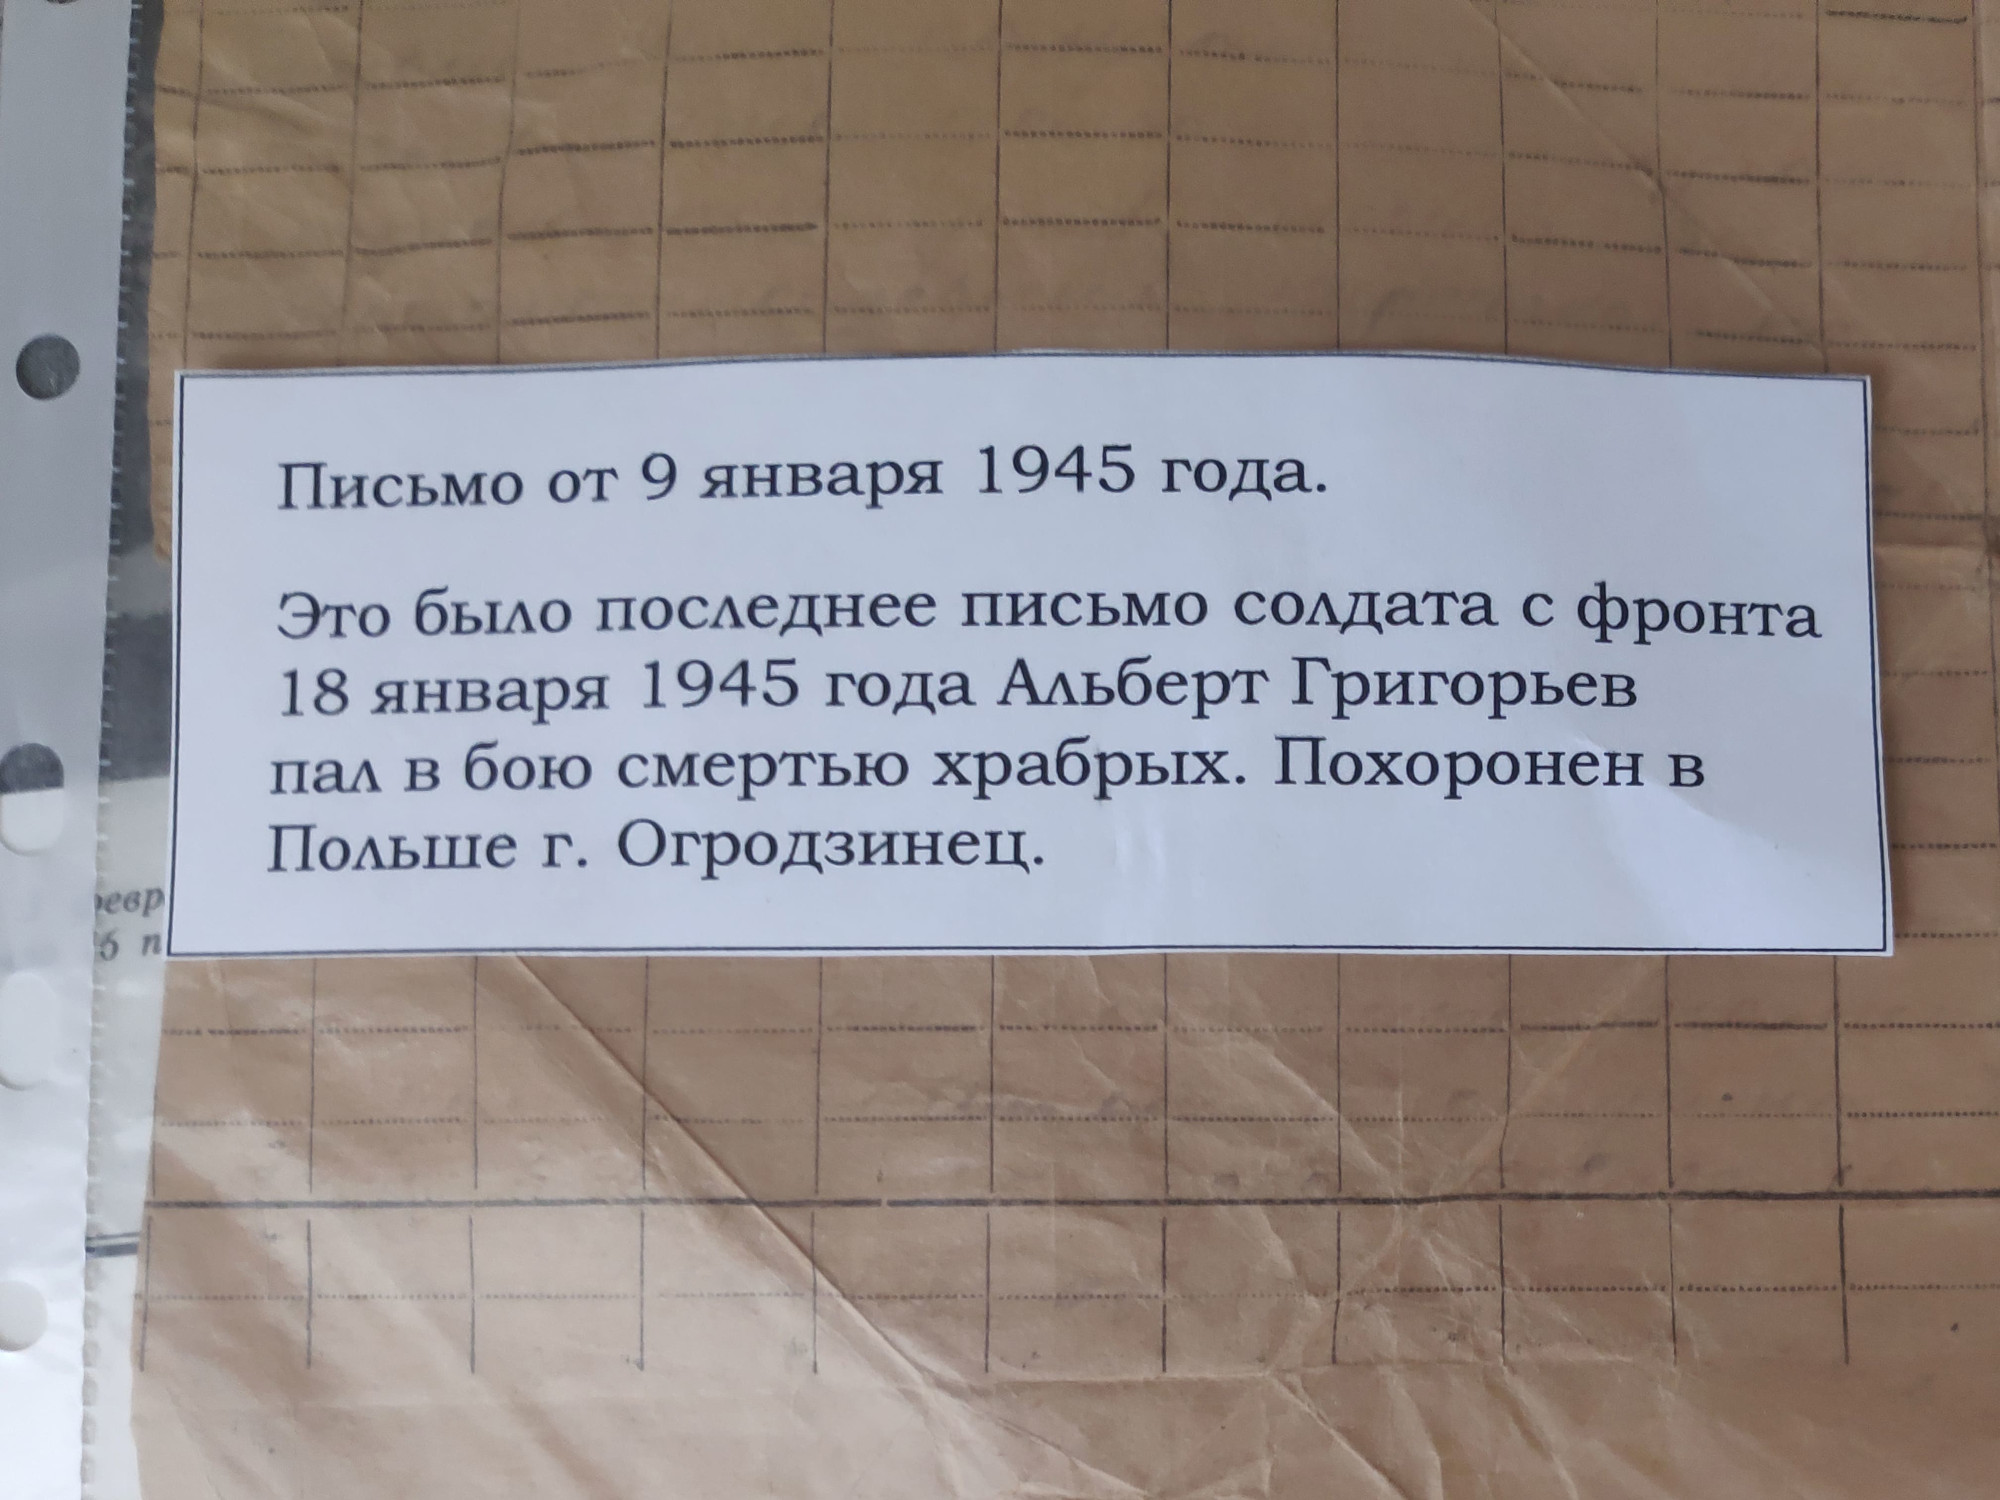 Письмо от 9 января 1945 года.
Это было последнее письмо солдата с фронта
18 января 1945 года Альберт Григорьев
пал в бою смертью храбрых. Похоронен в
Польше г. Огродзинец.